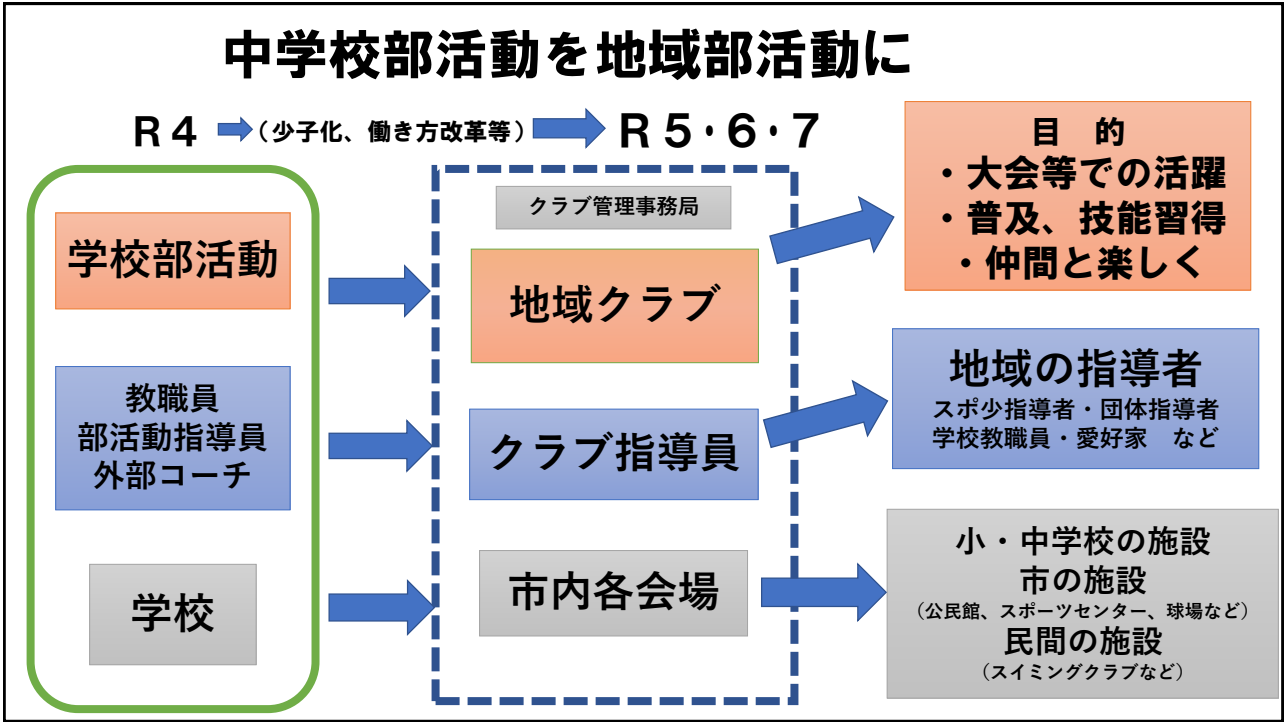 中学校部活動を地域部活動に
R4
(少子化、働き方改革等)
R5・6・7
学校部活動
教職員
部活動指導員
外部コーチ
学校
クラブ管理事務局
地域クラブ
クラブ指導員
市内各会場
目 的
・大会等での活躍
・普及、技能習得
・仲間と楽しく
地域の指導者
スポ少指導者・団体指導者
学校教職員・愛好家 など
小・中学校の施設
市の施設
(公民館、スポーツセンター、球場など)
民間の施設
(スイミングクラブなど)